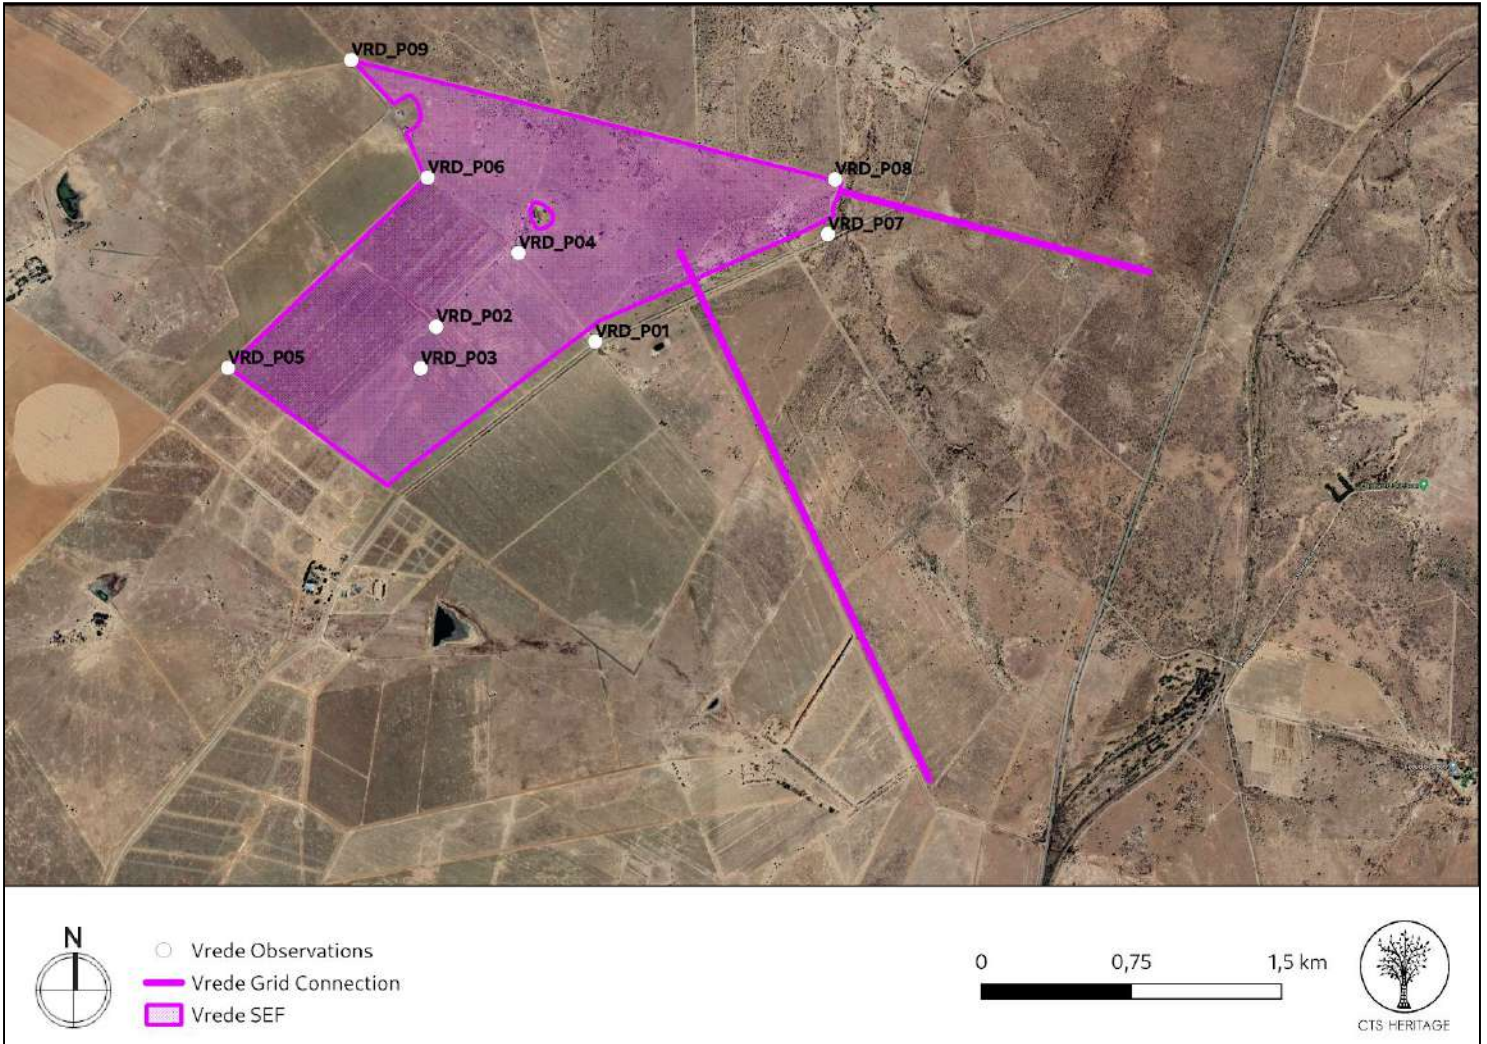 VRD_P09
VRD_P06
VRD_P08
VRD_P07
VRD_P04
VRD_P02
VRD_P01
VRD_P05
VRD_P03
N
Vrede Observations
Vrede Grid Connection
Vrede SEF
0 0,75 1,5 km
CTS HERITAGE